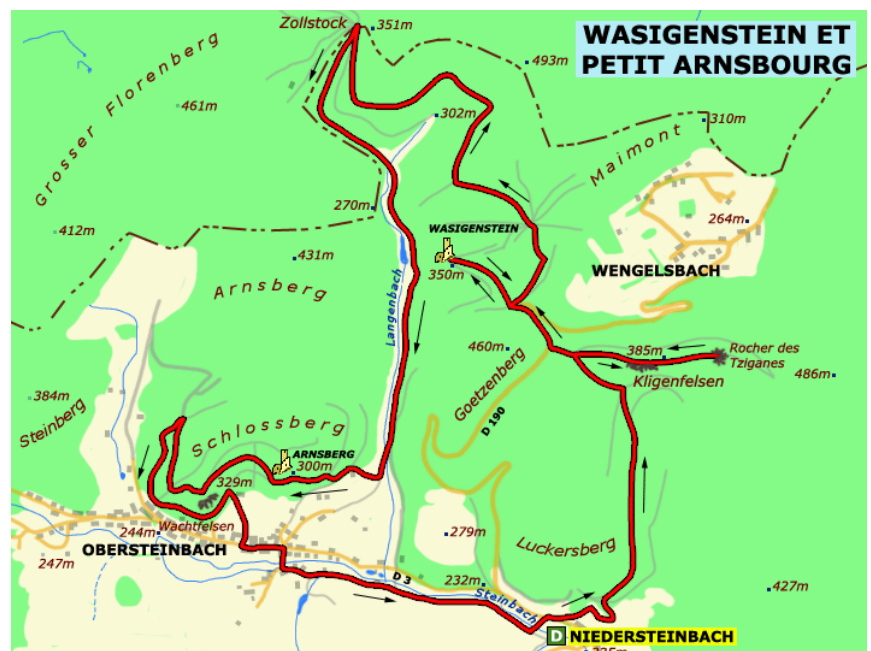 Zollstock
351m
WASIGENSTEIN ET
PETIT ARNSBOURG
493m
Grosser Florenberg
461m
302m
310m
Maimont
270m
264m
412m
WASIGENSTEIN
431m
350m
WENGELSBACH
Arnsberg
Langenbach
460m
385m
Rocher des
Tziganes
486m
Kligenfelsen
Goetzenberg
384m
Steinberg
D 190
Schlossberg
ARNSBERG
300m
329m
Wachtfelsen
244m
279m
OBERSTEINBACH
Luckersberg
247m
D 3
232m
427m
Steinbach
D NIEDERSTEINBACH